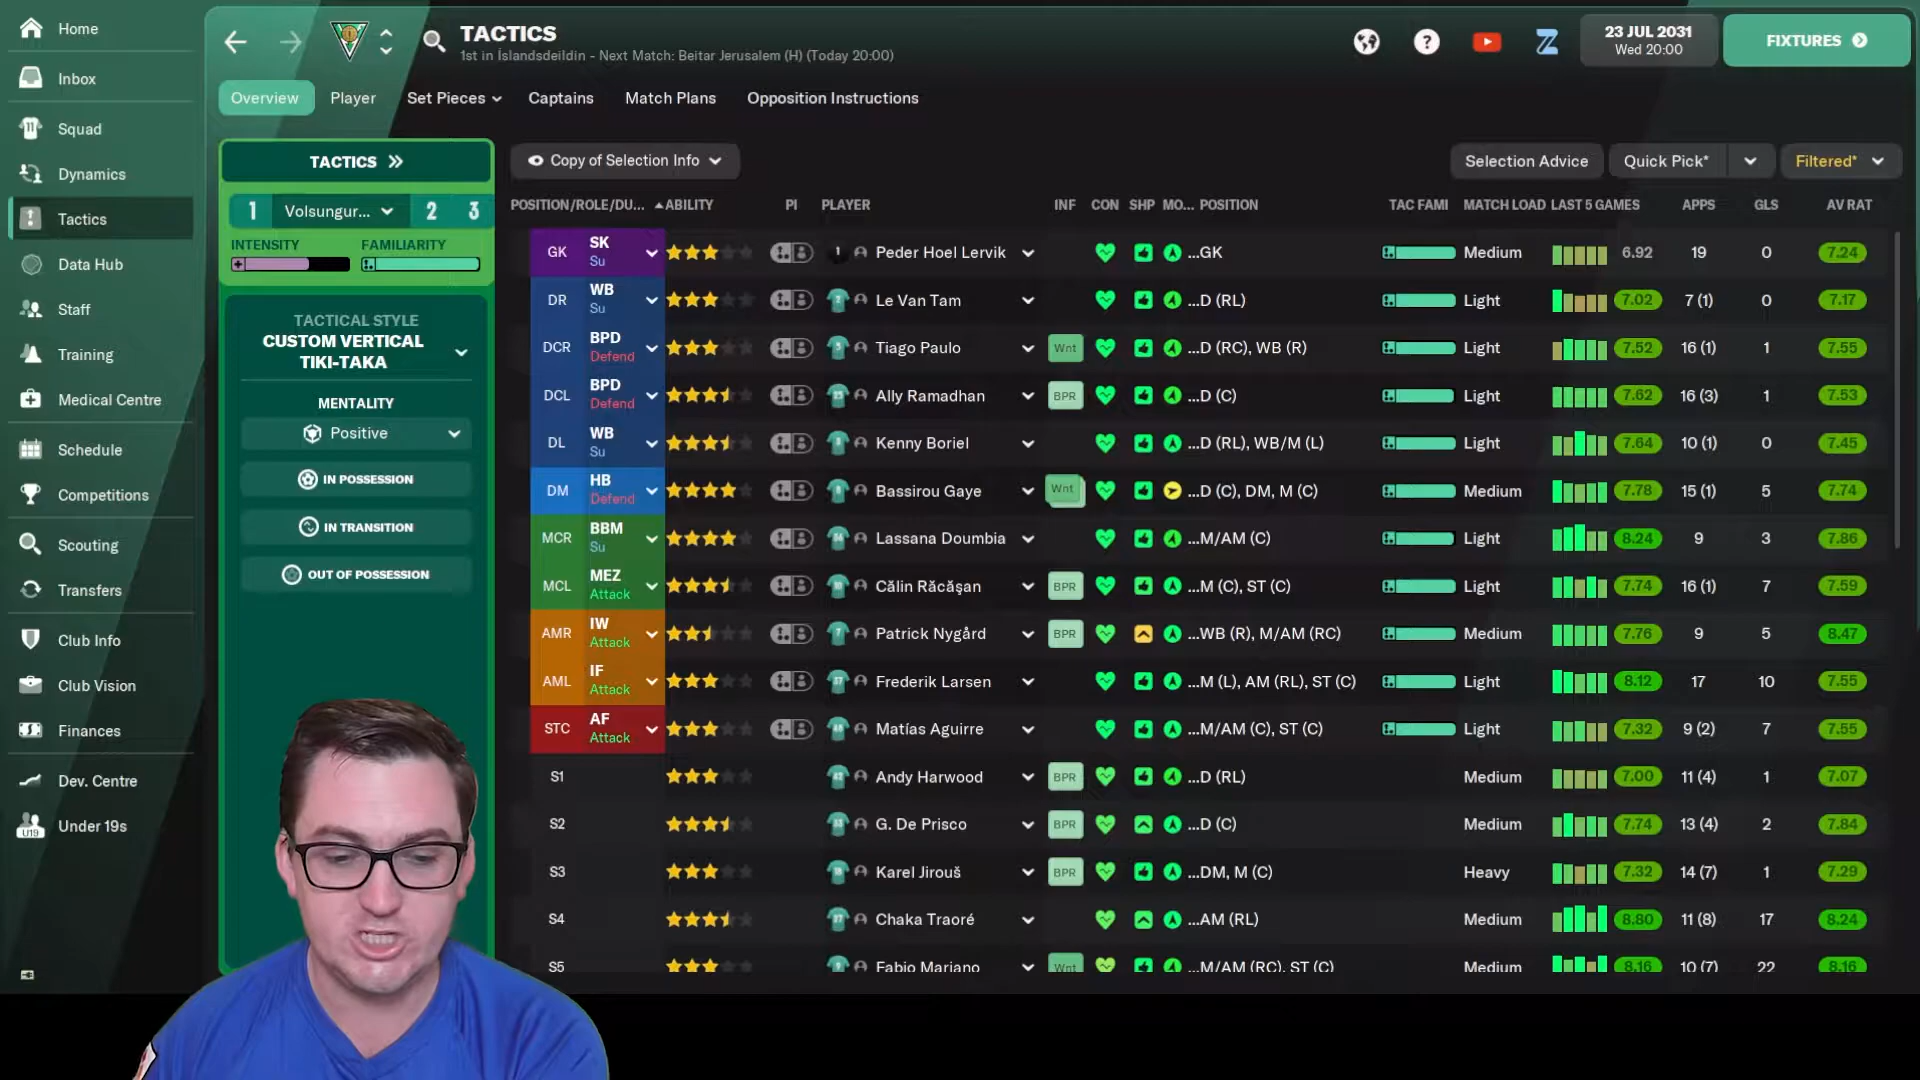 Home
Inbox
Squad
Dynamics
Tactics
Data Hub
Staff
Training
Medical Centre
Schedule
Competitions
Scouting
Transfers
Club Info
Club Vision
Finances
Dev. Centre
U19 Under 19s
TACTICS
1st in Íslandsdeildin - Next Match: Beitar Jerusalem (H) (Today 20:00)
23 JUL 2031
Wed 20:00
FIXTURES
Overview Player Set Pieces Captains Match Plans Opposition Instructions
TACTICS
1 Volsungur... 2 3
INTENSITY FAMILIARITY
TACTICAL STYLE
CUSTOM VERTICAL
TIKI-TAKA
MENTALITY
Positive
IN POSSESSION
IN TRANSITION
OUT OF POSSESSION
Copy of Selection Info Selection Advice Quick Pick* Filtered*
POSITION/ROLE/DU... ABILITY PI PLAYER INF CON SHP MO... POSITION TAC FAMI MATCH LOAD LAST 5 GAMES APPS GLS AV RAT
GK SK Su Peder Hoel Lervik ...GK Medium 6.92 19 0 7.24
DR WB Su Le Van Tam ...D (RL) Light 7.02 7 (1) 0 7.17
DCR BPD Defend Tiago Paulo Wnt ...D (RC), WB (R) Light 7.52 16 (1) 1 7.55
DCL BPD Defend Ally Ramadhan BPR ...D (C) Light 7.62 16 (3) 1 7.53
DL WB Su Kenny Boriel ...D (RL), WB/M (L) Light 7.64 10 (1) 0 7.45
DM HB Defend Bassirou Gaye Wnt ...D (C), DM, M (C) Medium 7.78 15 (1) 5 7.74
MCR BBM Su Lassana Doumbia ...M/AM (C) Light 8.24 9 3 7.86
MCL MEZ Attack Călin Răcăşan BPR ...M (C), ST (C) Light 7.74 16 (1) 7 7.59
AMR IW Attack Patrick Nygård BPR ...WB (R), M/AM (RC) Medium 7.76 9 5 8.47
AML IF Attack Frederik Larsen ...M (L), AM (RL), ST (C) Light 8.12 17 10 7.55
STC AF Attack Matías Aguirre ...M/AM (C), ST (C) Light 7.32 9 (2) 7 7.55
S1 Andy Harwood BPR ...D (RL) Medium 7.00 11 (4) 1 7.07
S2 G. De Prisco BPR ...D (C) Medium 7.74 13 (4) 2 7.84
S3 Karel Jirouš BPR ...DM, M (C) Heavy 7.32 14 (7) 1 7.29
S4 Chaka Traoré ...AM (RL) Medium 8.80 11 (8) 17 8.24
S5 Fabio Mariano Wnt ...M/AM (RC), ST (C) Medium 8.16 10 (7) 22 8.16